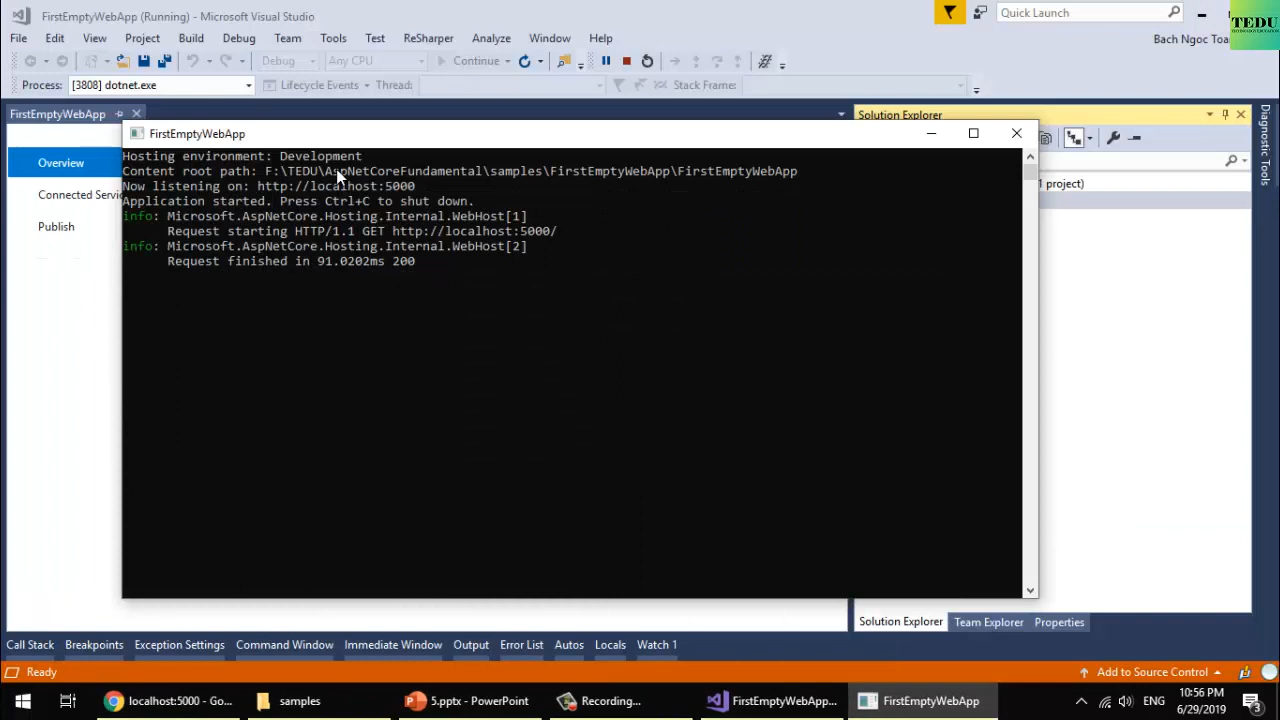 FirstEmptyWebApp (Running) - Microsoft Visual Studio
Quick Launch
TEDU
File Edit View Project Build Debug Team Tools Test ReSharper Analyze Window Help
Bach Ngoc Toa
Debug Any CPU Continue
Process: [3808] dotnet.exe Lifecycle Events Thread: Stack Frame:
FirstEmptyWebApp
Solution Explorer
Diagnostic Tools
FirstEmptyWebApp
Hosting environment: Development
Content root path: F:\TEDU\AspNetCoreFundamental\samples\FirstEmptyWebApp\FirstEmptyWebApp
Now listening on: http://localhost:5000
Application started. Press Ctrl+C to shut down.
info: Microsoft.AspNetCore.Hosting.Internal.WebHost[1]
Request starting HTTP/1.1 GET http://localhost:5000/
info: Microsoft.AspNetCore.Hosting.Internal.WebHost[2]
Request finished in 91.0202ms 200
Overview
Connected Servi
Publish
1 project)
Solution Explorer Team Explorer Properties
Call Stack Breakpoints Exception Settings Command Window Immediate Window Output Error List Autos Locals Watch 1
Ready
Add to Source Control
localhost:5000 - Go... samples 5.pptx - PowerPoint Recording... FirstEmptyWebApp... FirstEmptyWebApp
ENG
10:56 PM
6/29/2019
3